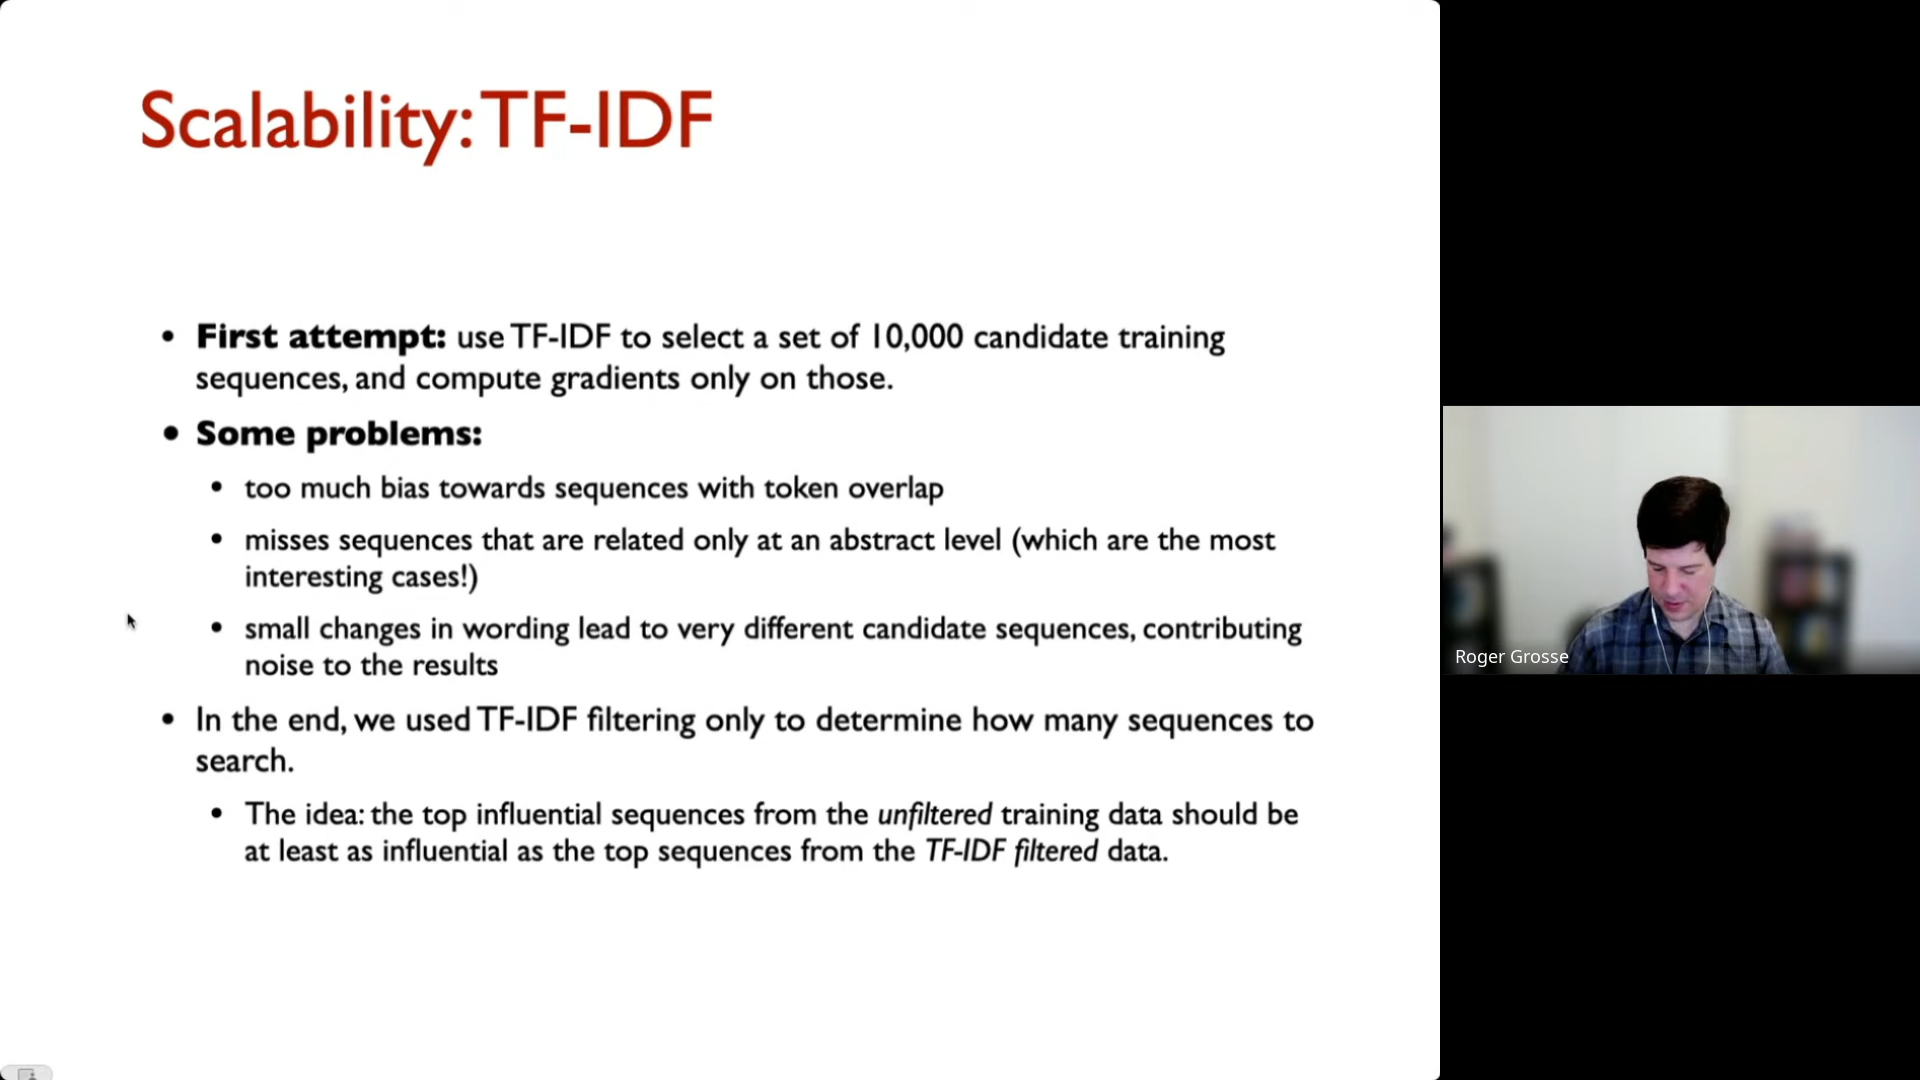 Scalability: TF-IDF
• First attempt: use TF-IDF to select a set of 10,000 candidate training
sequences, and compute gradients only on those.
• Some problems:
• too much bias towards sequences with token overlap
• misses sequences that are related only at an abstract level (which are the most
interesting cases!)
• small changes in wording lead to very different candidate sequences, contributing
noise to the results
• In the end, we used TF-IDF filtering only to determine how many sequences to
search.
• The idea: the top influential sequences from the unfiltered training data should be
at least as influential as the top sequences from the TF-IDF filtered data.
Roger Grosse